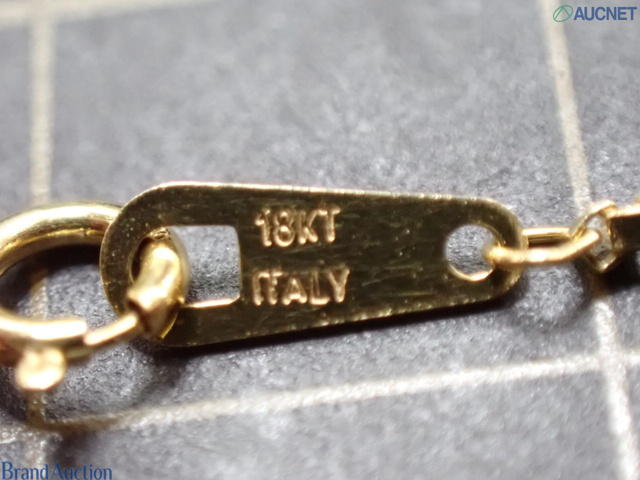 AUCNET
18KT
ITALY
Brand Auction